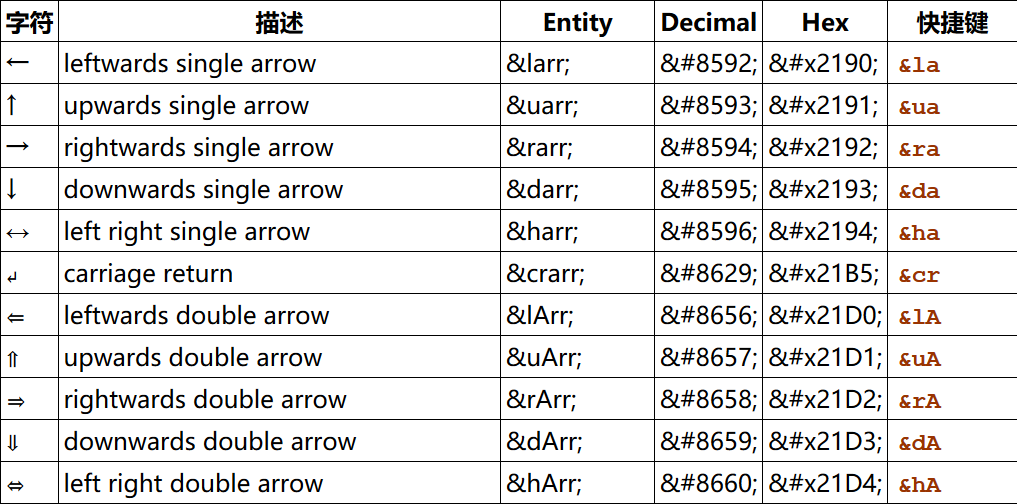 字符 描述 Entity Decimal Hex 快捷键
← leftwards single arrow &larr; &#8592; &#x2190; &la
↑ upwards single arrow &uarr; &#8593; &#x2191; &ua
→ rightwards single arrow &rarr; &#8594; &#x2192; &ra
↓ downwards single arrow &darr; &#8595; &#x2193; &da
↔ left right single arrow &harr; &#8596; &#x2194; &ha
↵ carriage return &crarr; &#8629; &#x21B5; &cr
⇐ leftwards double arrow &lArr; &#8656; &#x21D0; &lA
⇑ upwards double arrow &uArr; &#8657; &#x21D1; &uA
⇒ rightwards double arrow &rArr; &#8658; &#x21D2; &rA
⇓ downwards double arrow &dArr; &#8659; &#x21D3; &dA
⇔ left right double arrow &hArr; &#8660; &#x21D4; &hA